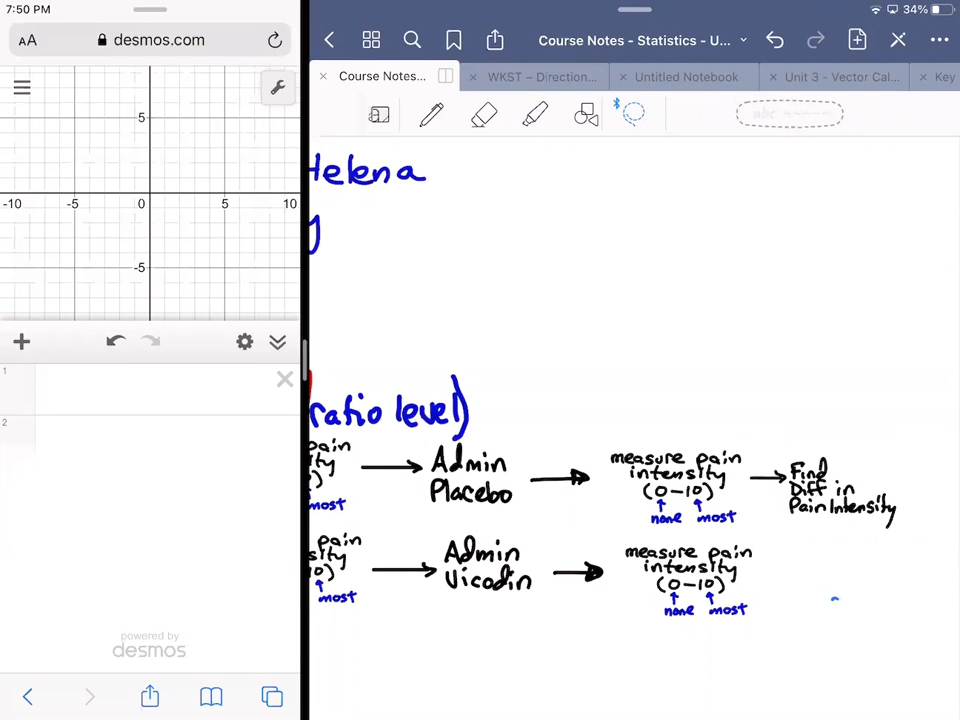 7:50 PM
34%
AA desmos.com
Course Notes - Statistics - U...
Course Notes...
WKST – Direction...
Untitled Notebook
Unit 3 - Vector Cal...
Key
5
-10 -5 0 5 10
-5
1
2
powered by
desmos
Helena
ratio level)
pain
most
Admin
Placebo
measure pain
intensity
(0-10)
none most
Find
Diff in
Pain Intensity
pain
most
Admin
Vicodin
measure pain
intensity
(0-10)
none most